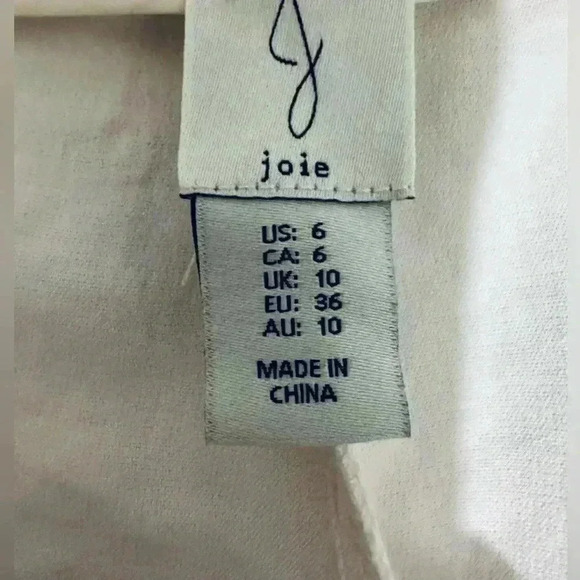 joie
US: 6
CA: 6
UK: 10
EU: 36
AU: 10
MADE IN
CHINA